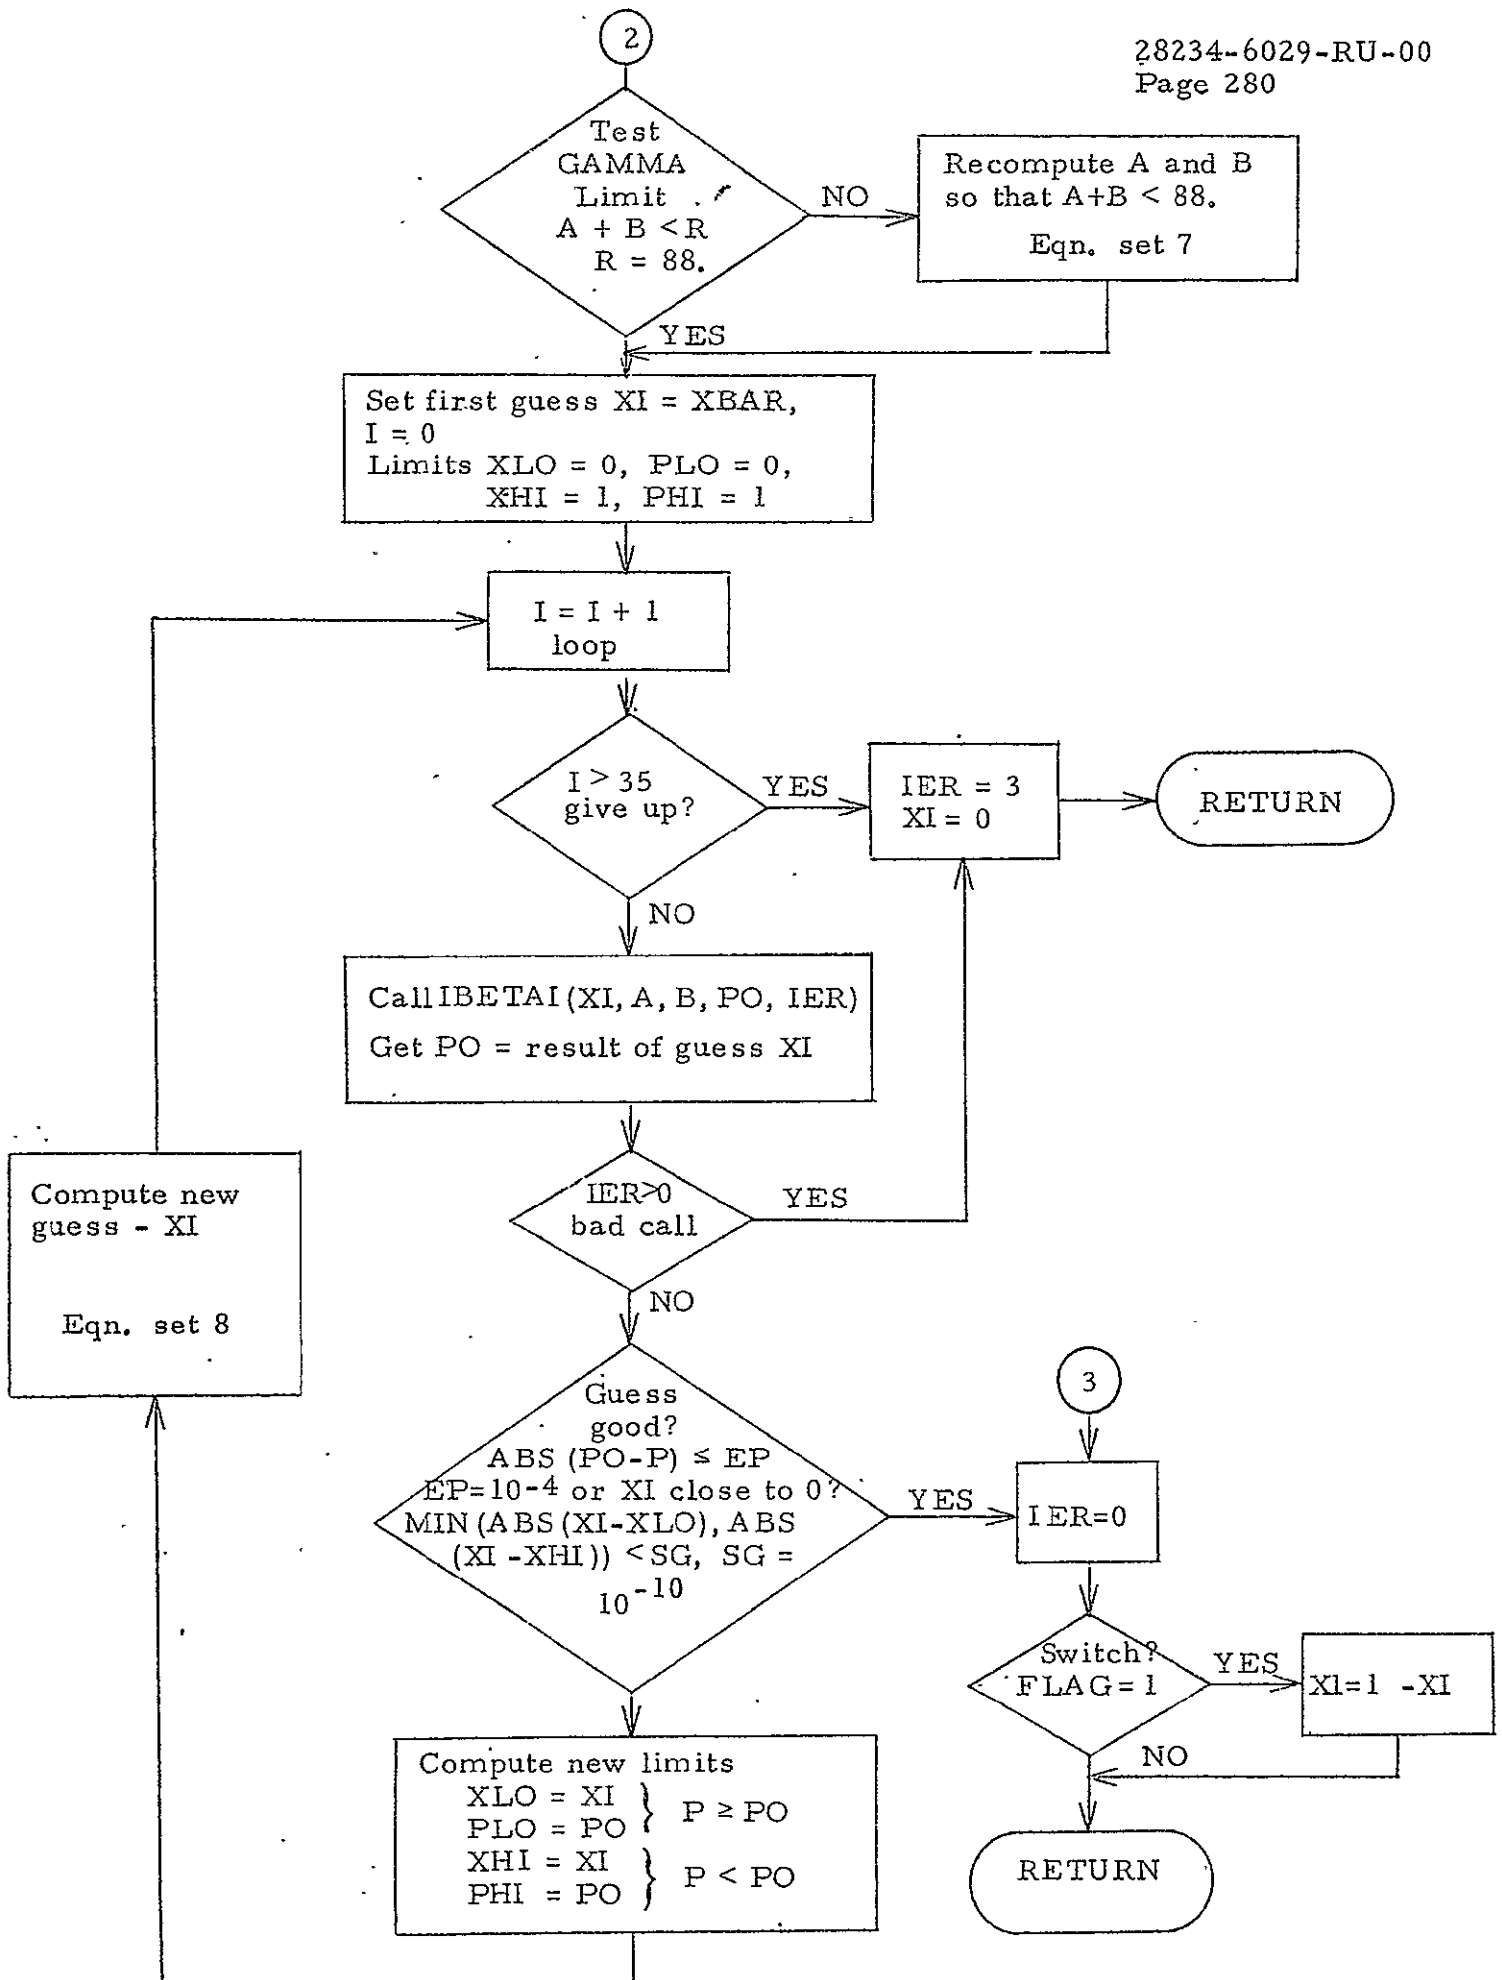 28234-6029-RU-00
Page 280
2
Test
GAMMA
Limit
A + B < R
R = 88.
NO
Recompute A and B
so that A+B < 88.
Eqn. set 7
YES
Set first guess XI = XBAR,
I = 0
Limits XLO = 0, PLO = 0,
XHI = 1, PHI = 1
I = I + 1
loop
I > 35
give up?
YES
IER = 3
XI = 0
RETURN
NO
Call IBETAI (XI, A, B, PO, IER)
Get PO = result of guess XI
IER>0
bad call
YES
Compute new
guess - XI
Eqn. set 8
NO
Guess
good?
ABS (PO-P) ≤ EP
EP=10-4 or XI close to 0?
MIN (ABS (XI-XLO), ABS
(XI -XHI)) < SG, SG =
10-10
YES
3
IER=0
Switch?
FLAG = 1
YES
XI=1 -XI
NO
RETURN
Compute new limits
XLO = XI
PLO = PO } P ≥ PO
XHI = XI
PHI = PO } P < PO